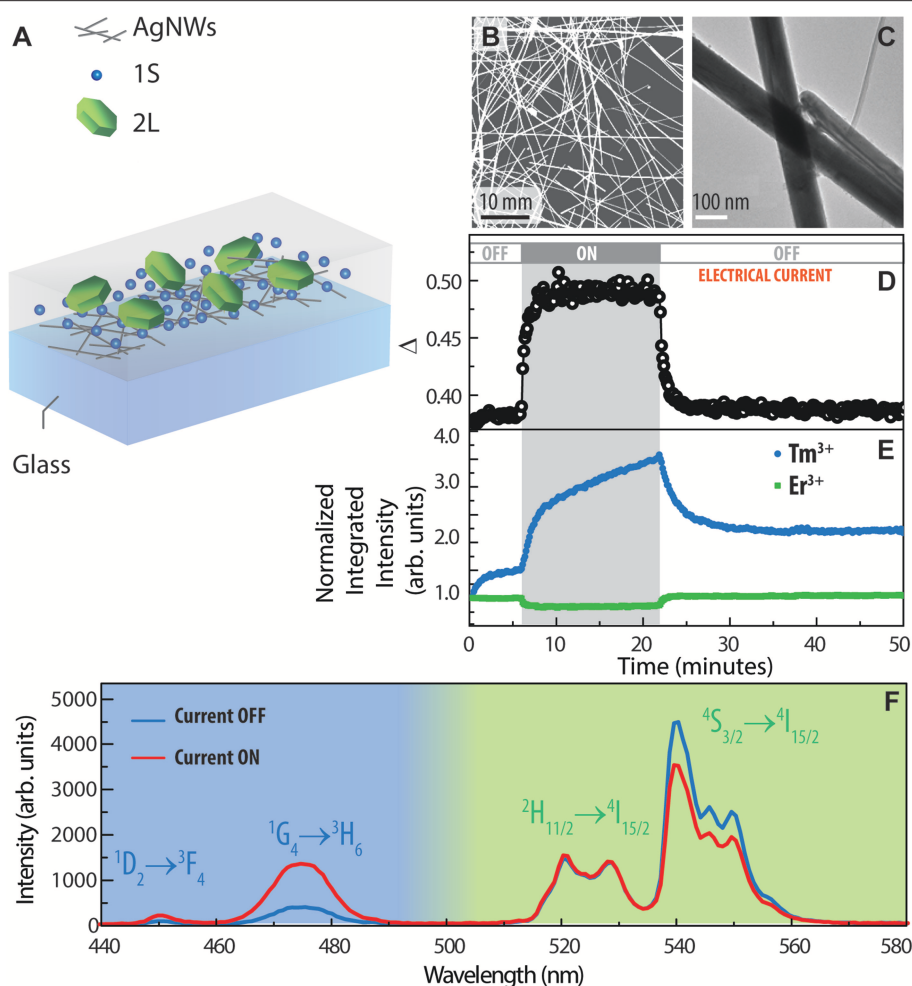 A
AgNWs
1S
2L
Glass
B
10 mm
C
100 nm
OFF
ON
OFF
ELECTRICAL CURRENT
D
0.50
0.45
0.40
Δ
E
4.0
3.0
2.0
1.0
Tm³⁺
Er³⁺
Normalized
Integrated
Intensity
(arb. units)
0 10 20 30 40 50
Time (minutes)
F
5000
4000
3000
2000
1000
0
Intensity (arb. units)
Current OFF
Current ON
¹D₂→³F₄
¹G₄→³H₆
²H₁₁/₂→⁴I₁₅/₂
⁴S₃/₂→⁴I₁₅/₂
440 460 480 500 520 540 560 580
Wavelength (nm)